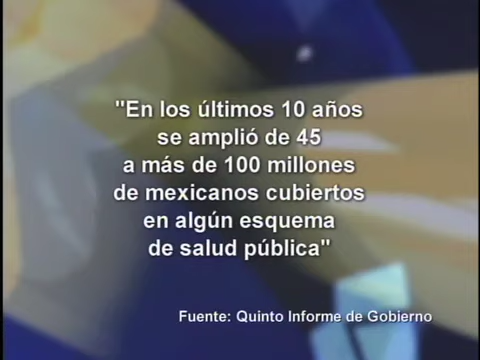 "En los últimos 10 años
se amplió de 45
a más de 100 millones
de mexicanos cubiertos
en algún esquema
de salud pública"
Fuente: Quinto Informe de Gobierno